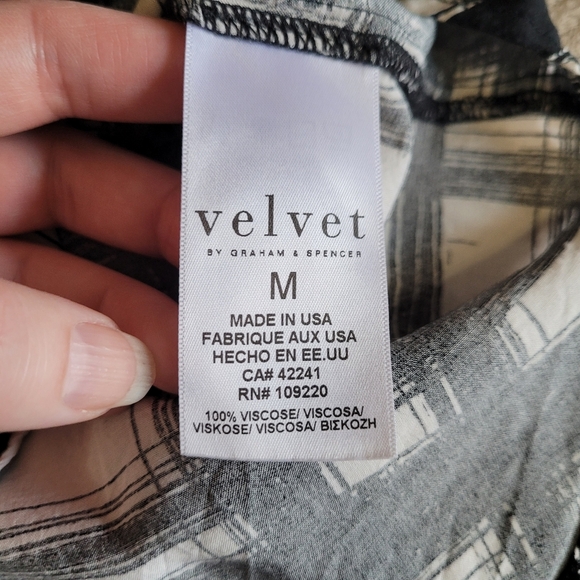 velvet
BY GRAHAM & SPENCER
M
MADE IN USA
FABRIQUE AUX USA
HECHO EN EE.UU
CA# 42241
RN# 109220
100% VISCOSE/ VISCOSA/
VISKOSE/ VISCOSA/ ΒΙΣΚΟΖΗ